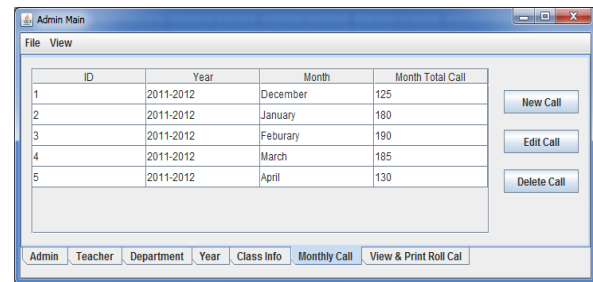 Admin Main
File View
ID Year Month Month Total Call
1 2011-2012 December 125
2 2011-2012 January 180
3 2011-2012 Feburary 190
4 2011-2012 March 185
5 2011-2012 April 130
New Call
Edit Call
Delete Call
Admin Teacher Department Year Class Info Monthly Call View & Print Roll Cal